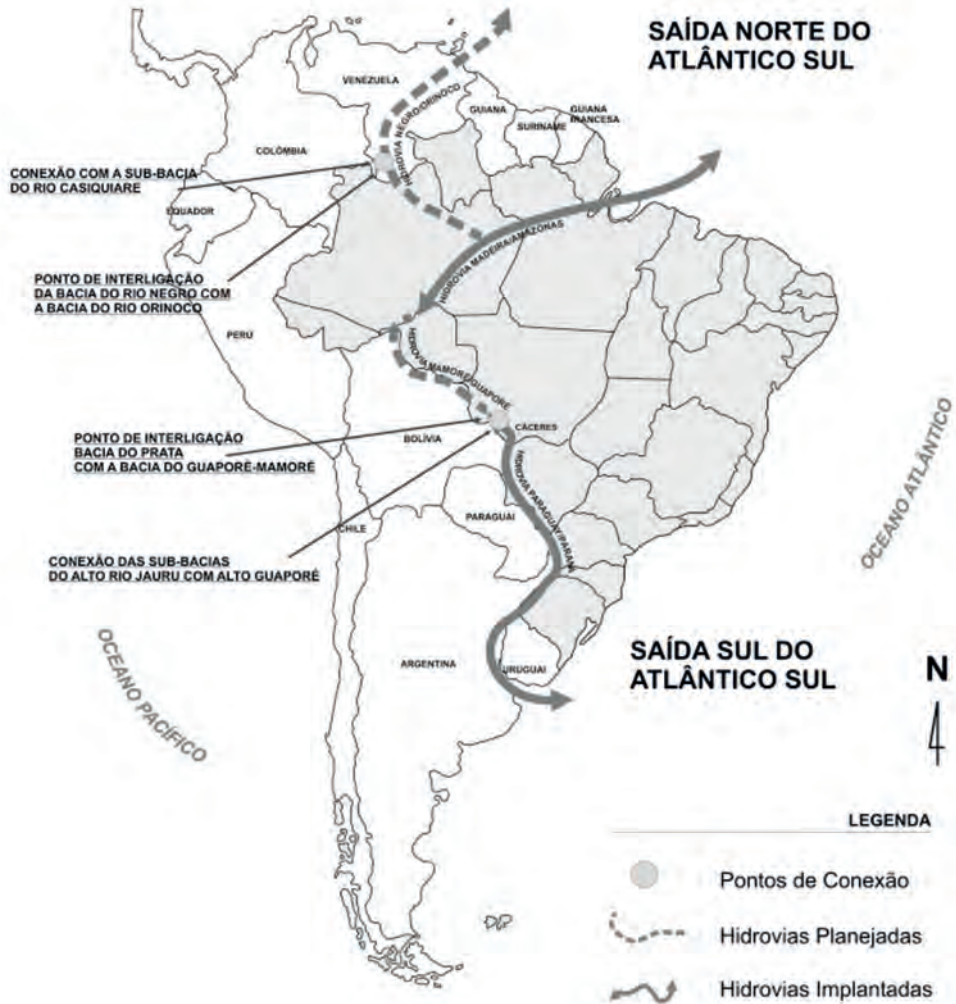 SAÍDA NORTE DO
ATLÂNTICO SUL
VENEZUELA
HIDROVIA NEGRO/ORINOCO
GUIANA
SURINAME
GUIANA
FRANCESA
COLÔMBIA
CONEXÃO COM A SUB-BACIA
DO RIO CASIQUIARE
EQUADOR
HIDROVIA MADEIRA/AMAZONAS
PONTO DE INTERLIGAÇÃO
DA BACIA DO RIO NEGRO COM
A BACIA DO RIO ORINOCO
PERÚ
HIDROVIA MAMORÉ/GUAPORÉ
PONTO DE INTERLIGAÇÃO
BACIA DO PRATA
COM A BACIA DO GUAPORÉ-MAMORÉ
BOLÍVIA
CÁCERES
HIDROVIA PARAGUAY/PARANÁ
PARAGUAI
CHILE
CONEXÃO DAS SUB-BACIAS
DO ALTO RIO JAURU COM ALTO GUAPORÉ
OCEANO ATLÂNTICO
OCEANO PACÍFICO
ARGENTINA
URUGUAI
SAÍDA SUL DO
ATLÂNTICO SUL
N
LEGENDA
Pontos de Conexão
Hidrovias Planejadas
Hidrovias Implantadas